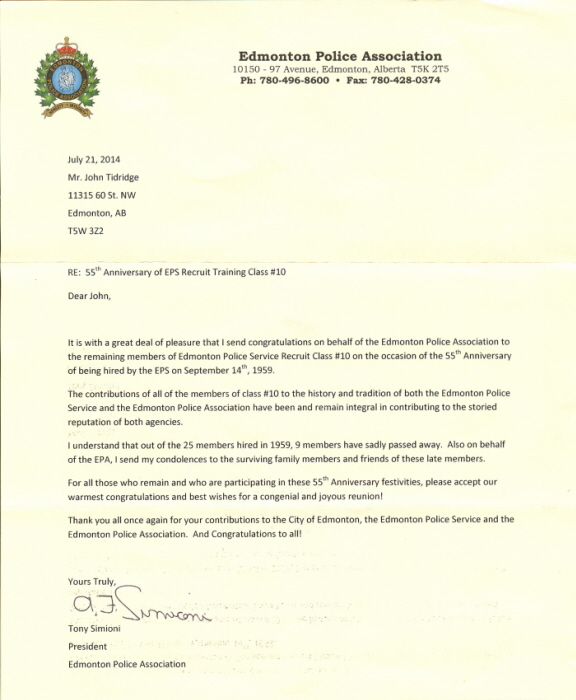 Edmonton Police Association
10150 - 97 Avenue, Edmonton, Alberta T5K 2T5
Ph: 780-496-8600 • Fax: 780-428-0374
July 21, 2014
Mr. John Tidridge
11315 60 St. NW
Edmonton, AB
T5W 3Z2
RE: 55th Anniversary of EPS Recruit Training Class #10
Dear John,
It is with a great deal of pleasure that I send congratulations on behalf of the Edmonton Police Association to
the remaining members of Edmonton Police Service Recruit Class #10 on the occasion of the 55th Anniversary
of being hired by the EPS on September 14th, 1959.
The contributions of all of the members of class #10 to the history and tradition of both the Edmonton Police
Service and the Edmonton Police Association have been and remain integral in contributing to the storied
reputation of both agencies.
I understand that out of the 25 members hired in 1959, 9 members have sadly passed away. Also on behalf
of the EPA, I send my condolences to the surviving family members and friends of these late members.
For all those who remain and who are participating in these 55th Anniversary festivities, please accept our
warmest congratulations and best wishes for a congenial and joyous reunion!
Thank you all once again for your contributions to the City of Edmonton, the Edmonton Police Service and the
Edmonton Police Association. And Congratulations to all!
Yours Truly,
A.F. Simioni
Tony Simioni
President
Edmonton Police Association